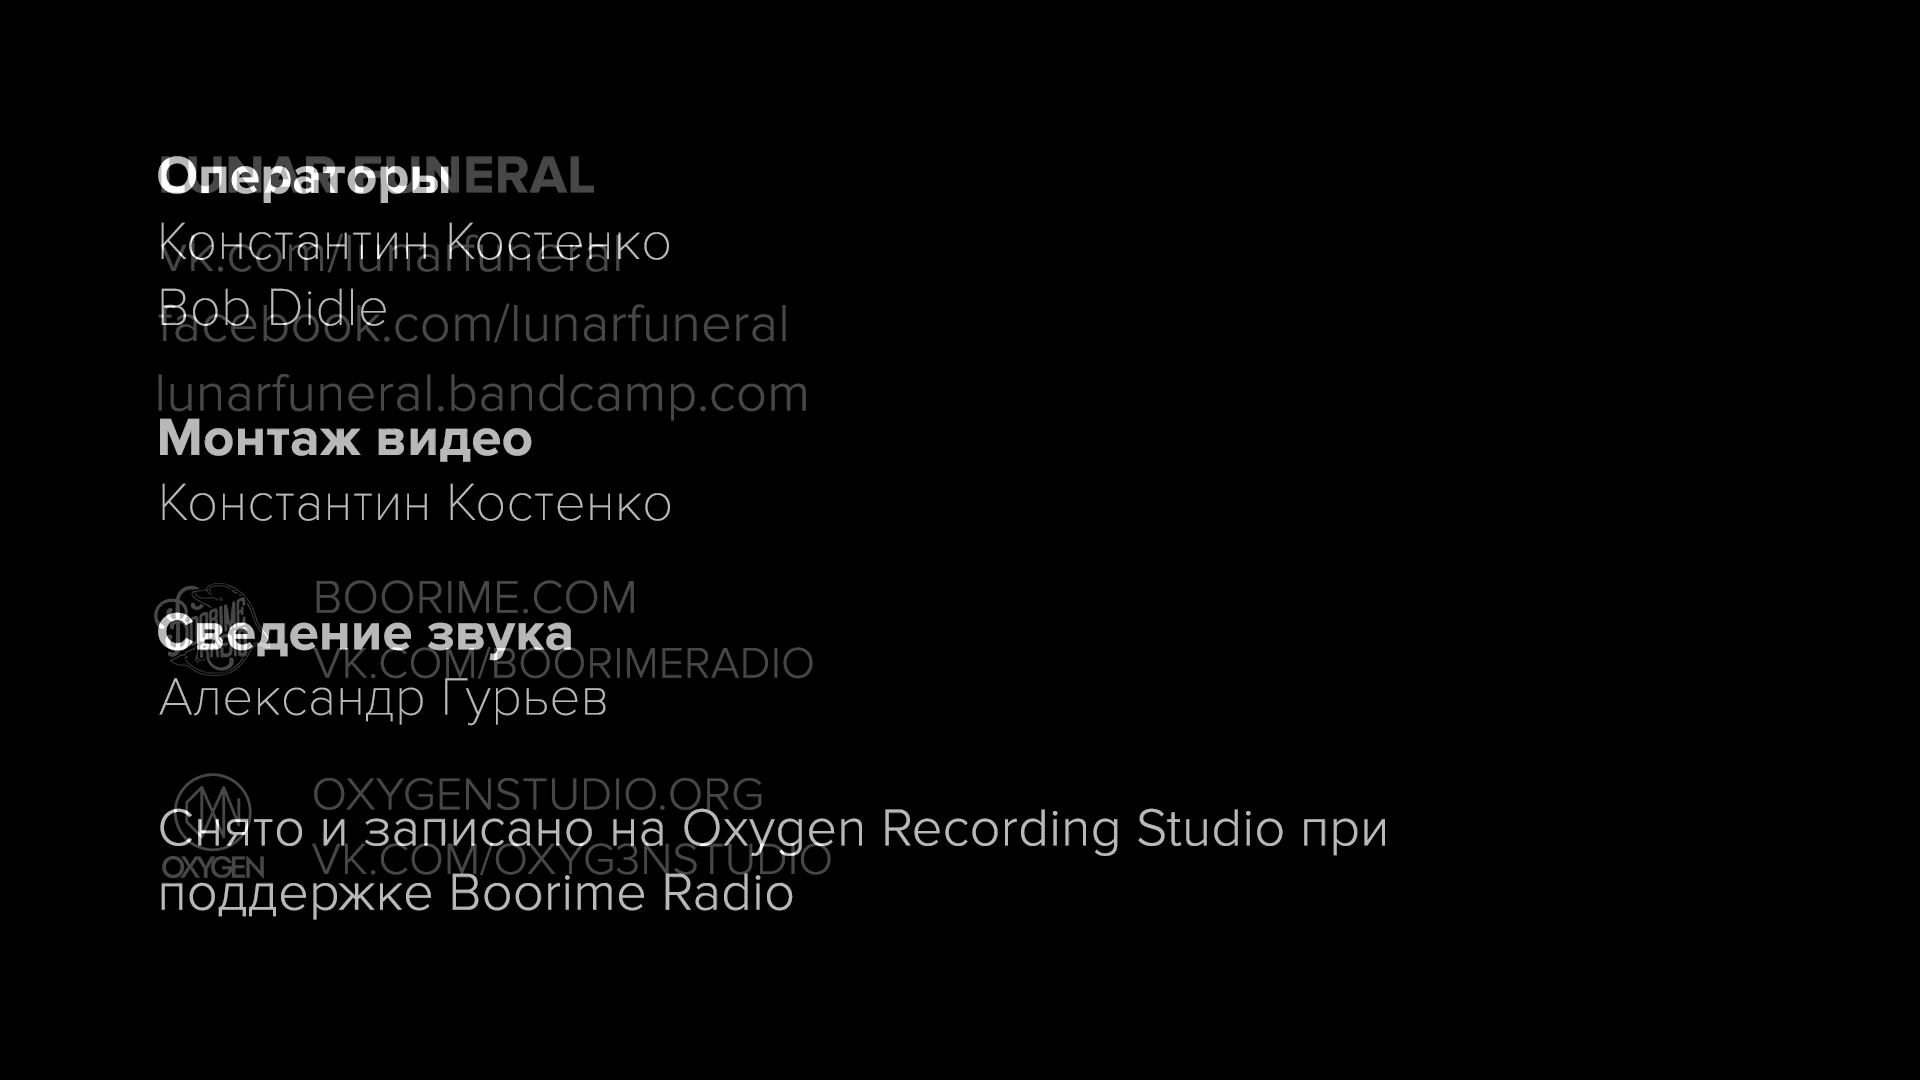 Операторы
Константин Костенко
Bob Didle
Монтаж видео
Константин Костенко
Сведение звука
Александр Гурьев
Снято и записано на Oxygen Recording Studio при
поддержке Boorime Radio
LUNAR FUNERAL
vk.com/lunarfuneral
facebook.com/lunarfuneral
lunarfuneral.bandcamp.com
BOORIME RADIO
BOORIME.COM
VK.COM/BOORIMERADIO
OXYGEN
OXYGENSTUDIO.ORG
VK.COM/OXYG3NSTUDIO